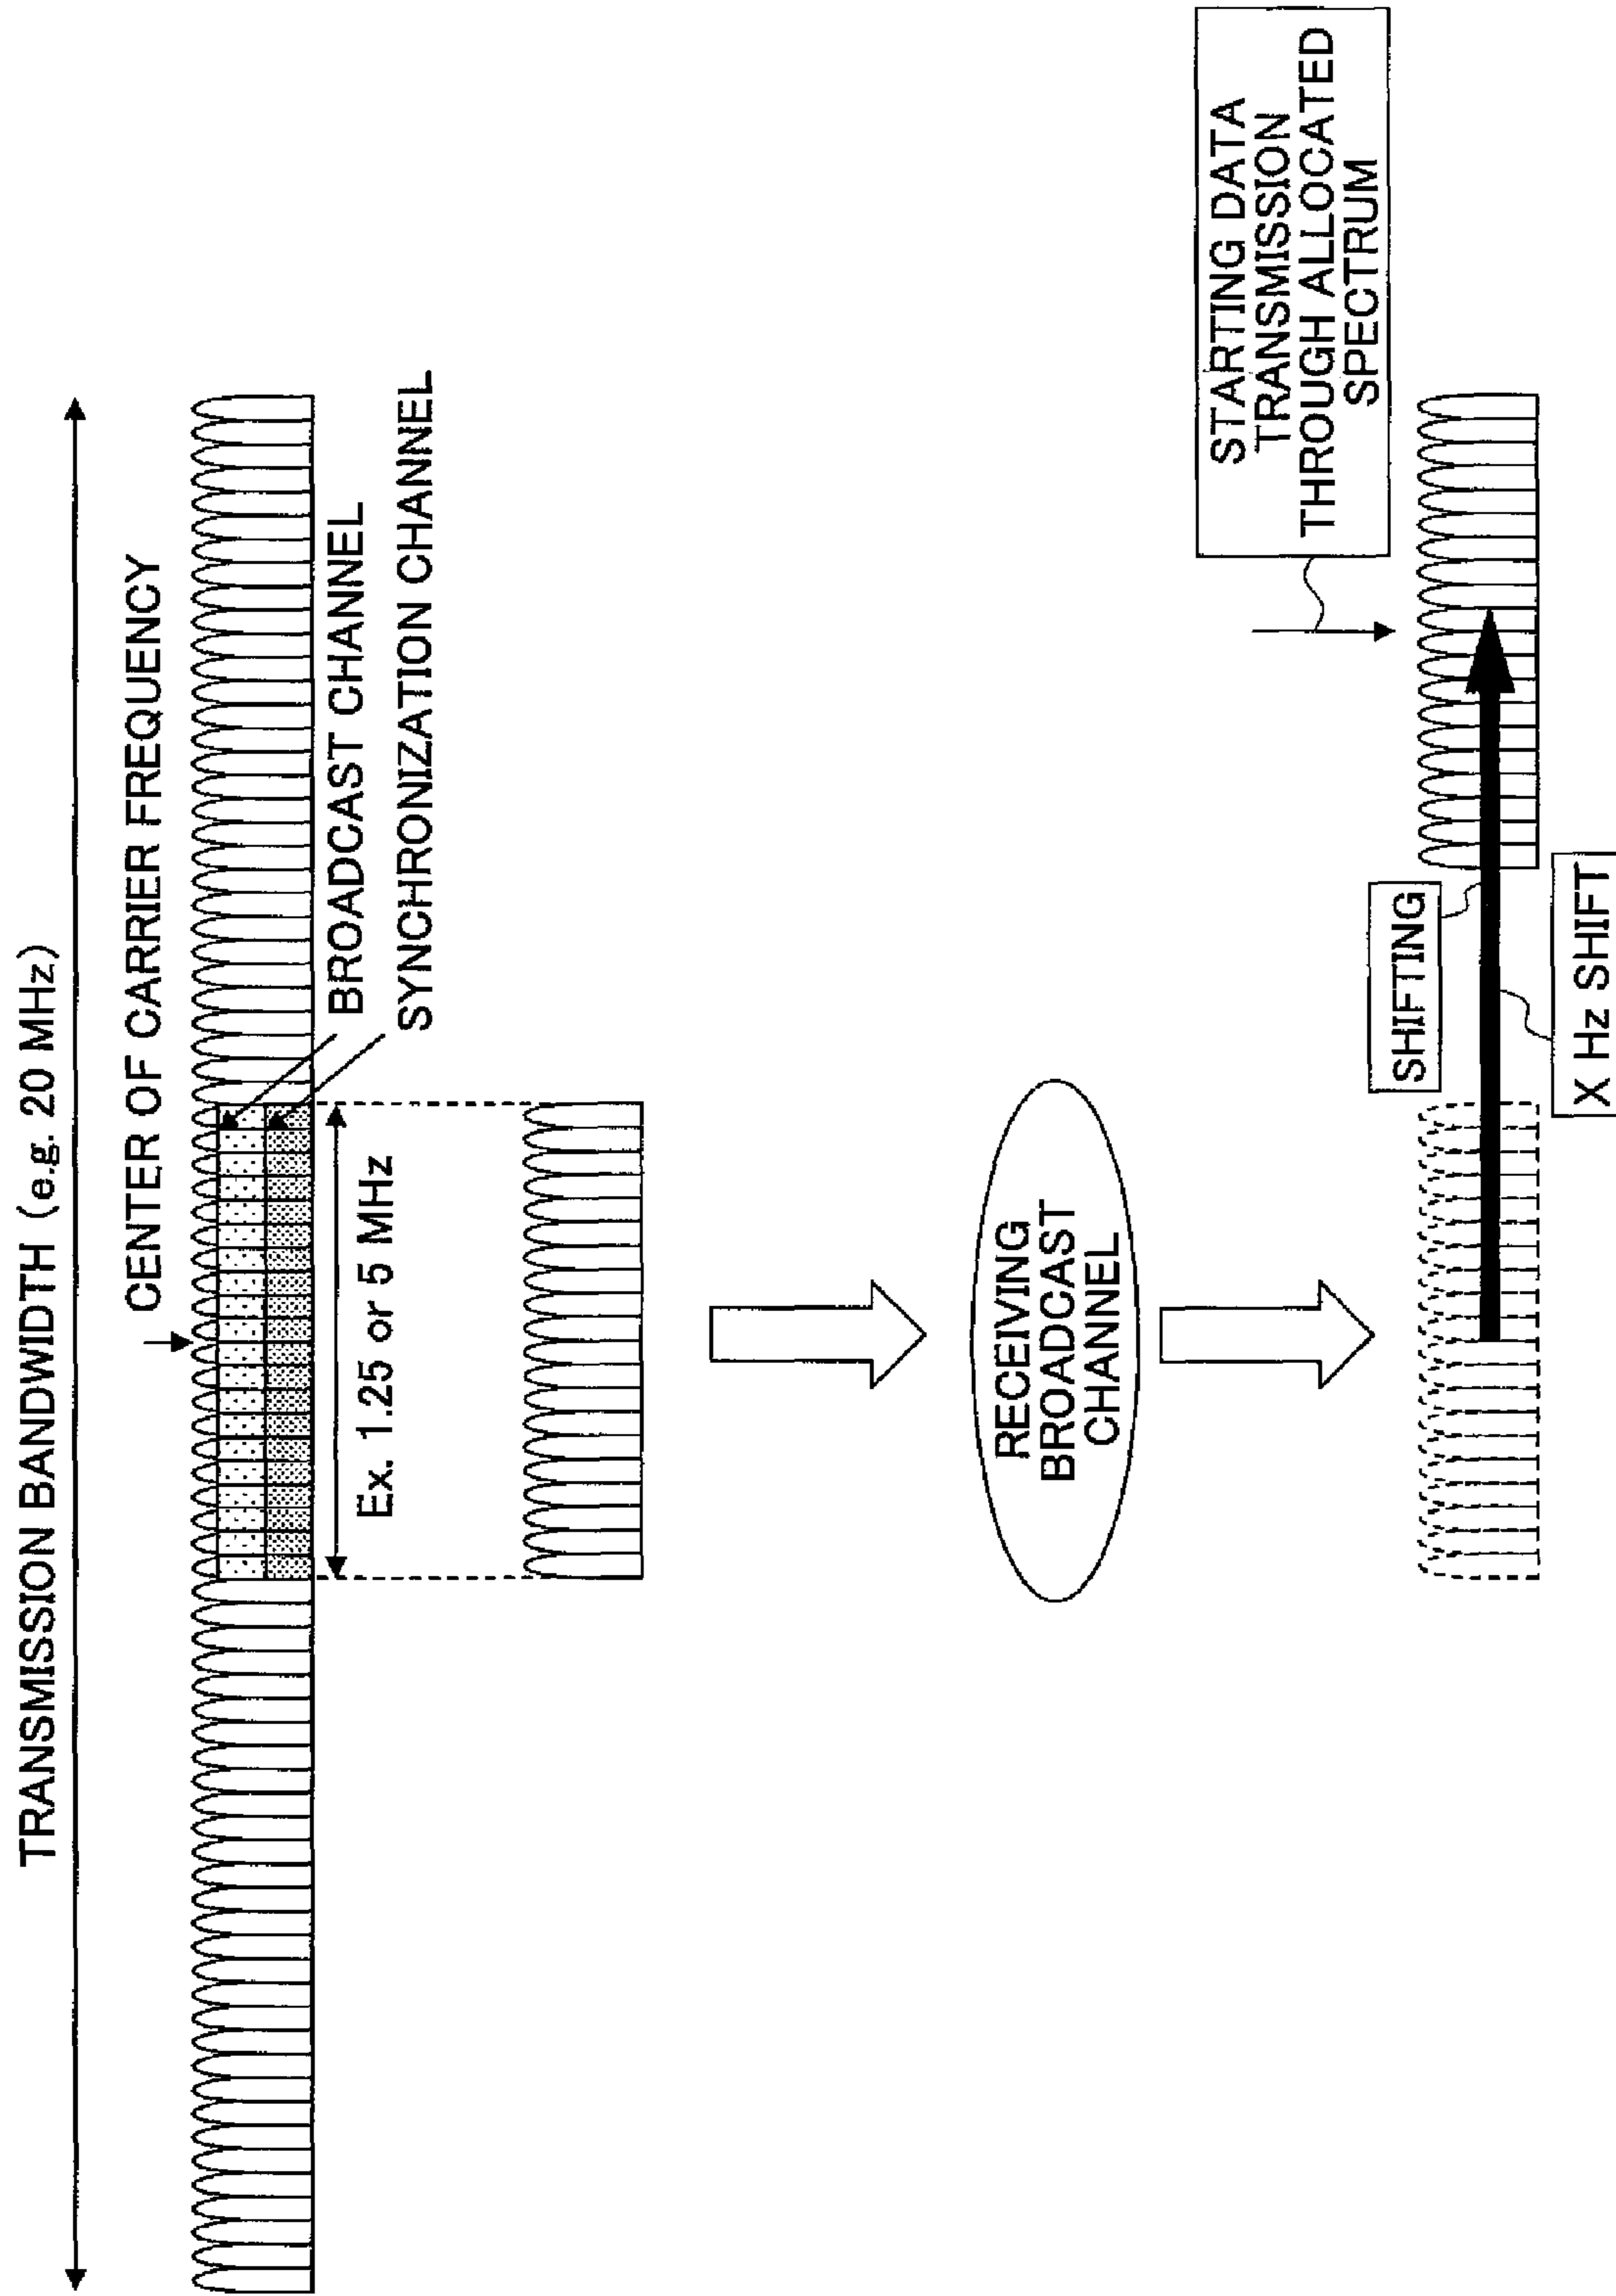 TRANSMISSION BANDWIDTH (e.g. 20 MHz)
CENTER OF CARRIER FREQUENCY
BROADCAST CHANNEL
SYNCHRONIZATION CHANNEL
Ex. 1.25 or 5 MHz
RECEIVING
BROADCAST
CHANNEL
STARTING DATA
TRANSMISSION
THROUGH ALLOCATED
SPECTRUM
SHIFTING
X Hz SHIFT